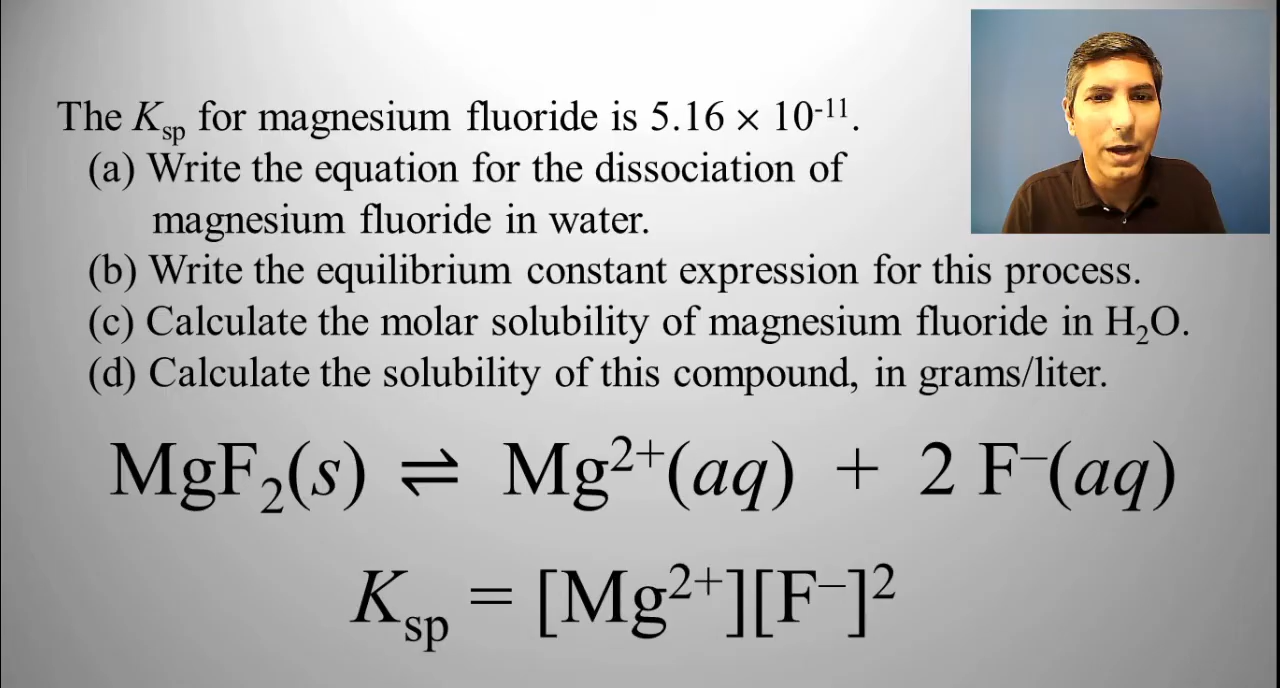 The Ksp for magnesium fluoride is 5.16 × 10-11.
(a) Write the equation for the dissociation of
magnesium fluoride in water.
(b) Write the equilibrium constant expression for this process.
(c) Calculate the molar solubility of magnesium fluoride in H₂O.
(d) Calculate the solubility of this compound, in grams/liter.
MgF₂(s) ⇌ Mg²⁺(aq) + 2 F⁻(aq)
Ksp = [Mg²⁺][F⁻]²